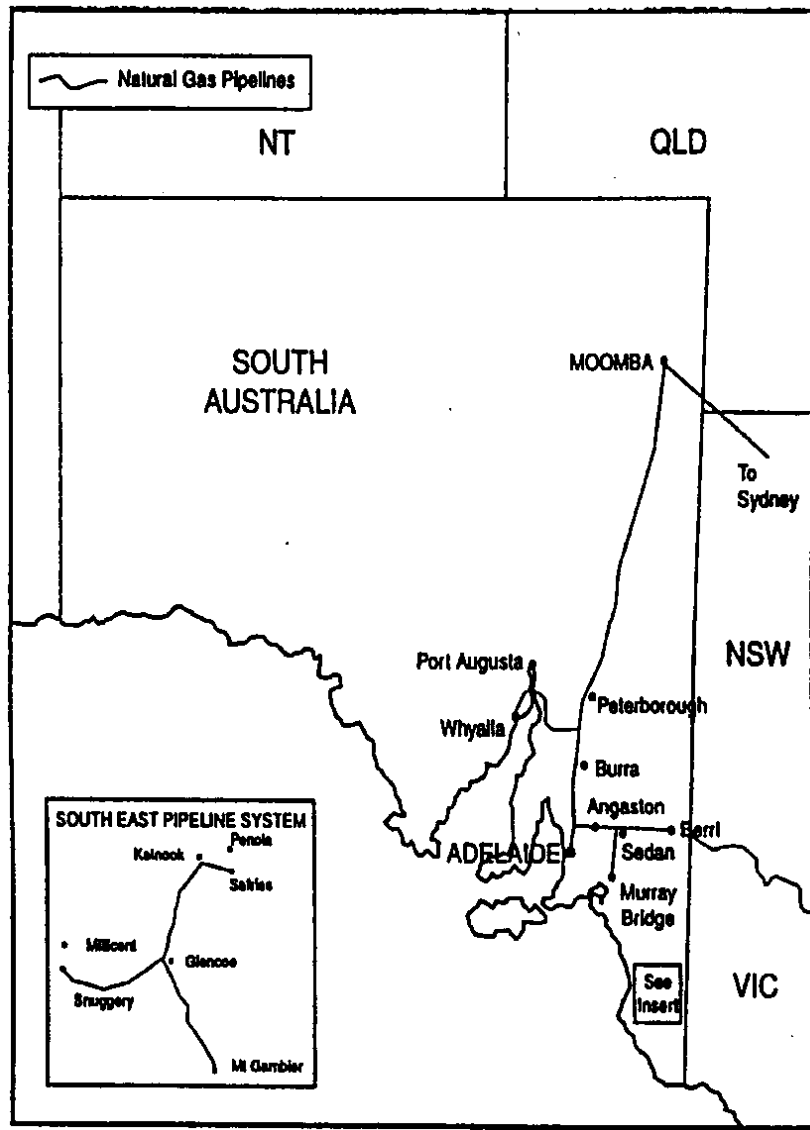 Natural Gas Pipelines
NT
QLD
SOUTH
AUSTRALIA
MOOMBA
To
Sydney
NSW
Port Augusta
Peterborough
Whyalla
Burra
Angaston
Berri
ADELAIDE
Sedan
Murray
Bridge
See
Insert
VIC
SOUTH EAST PIPELINE SYSTEM
Penola
Katnook
Safries
Millicent
Glencoe
Snuggery
Mt Gambier